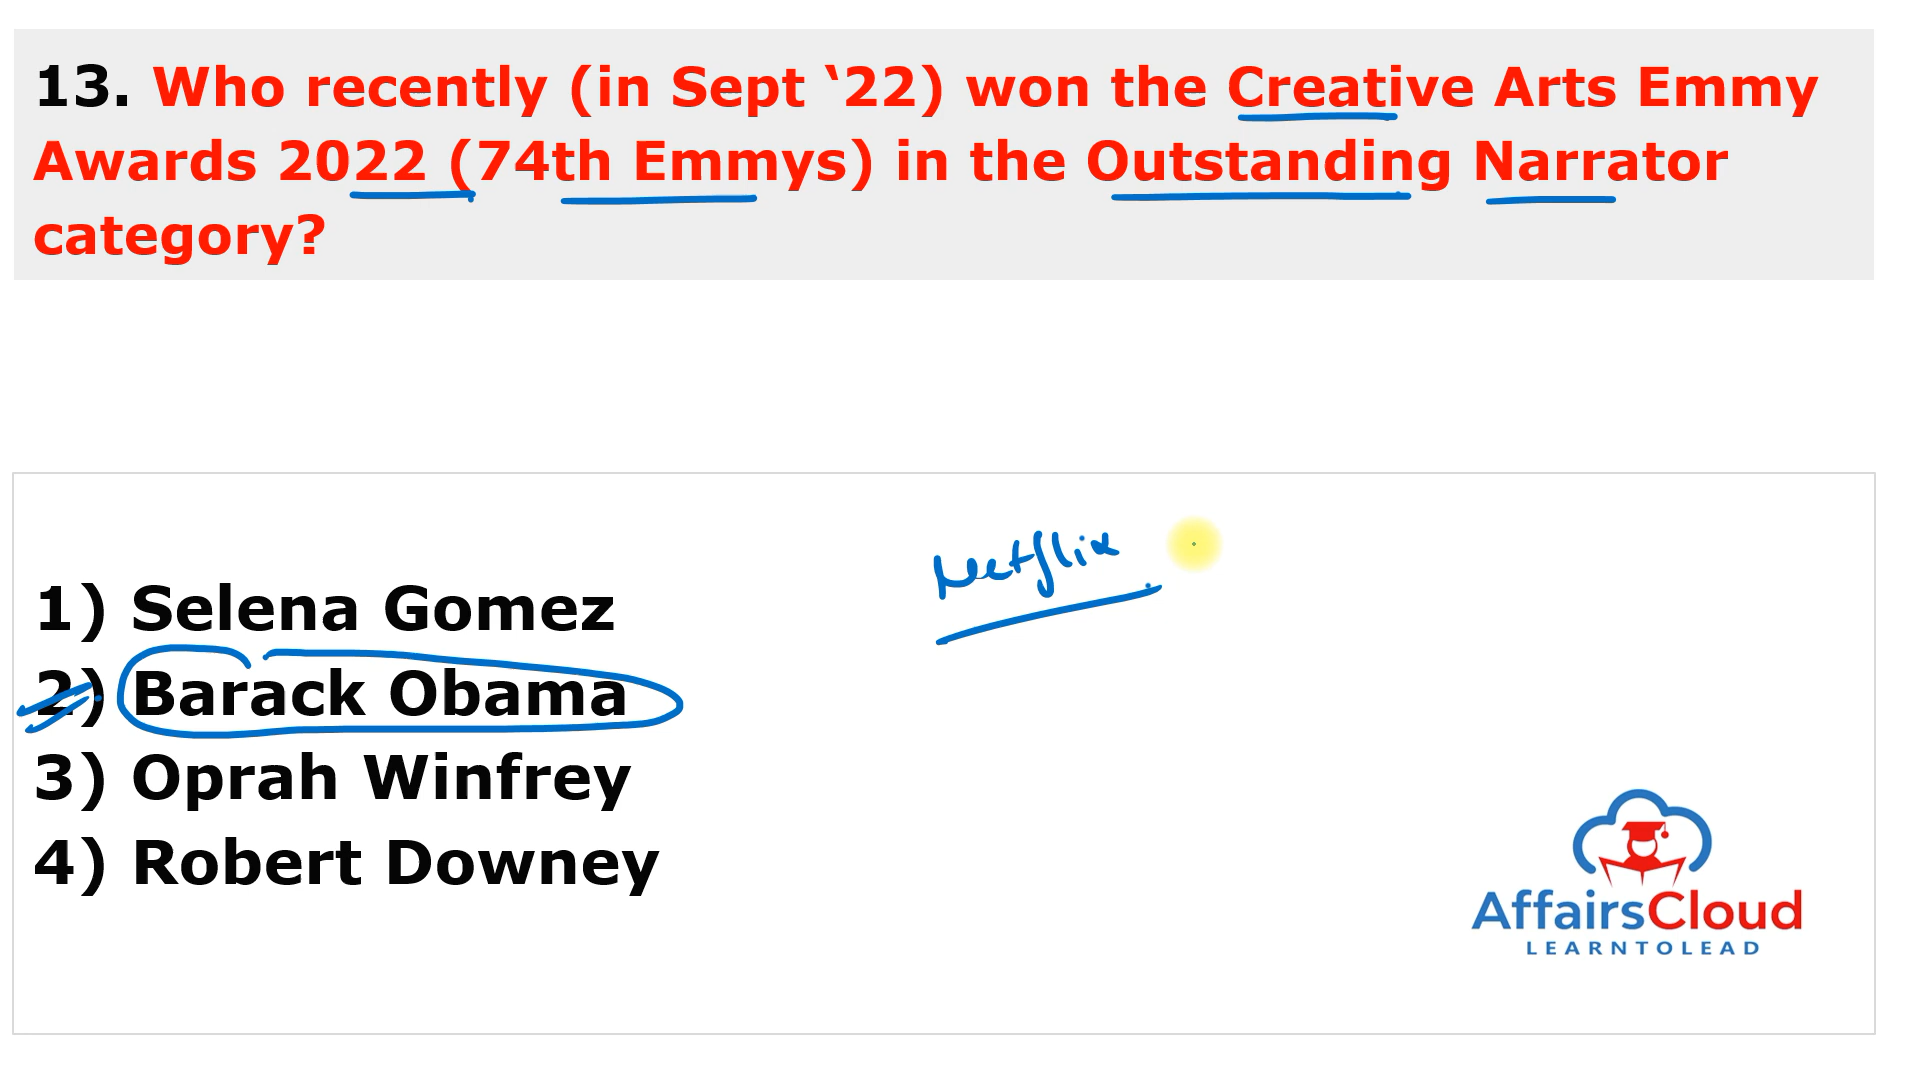 13. Who recently (in Sept ‘22) won the Creative Arts Emmy
Awards 2022 (74th Emmys) in the Outstanding Narrator
category?
Netflix
1) Selena Gomez
2) Barack Obama
3) Oprah Winfrey
4) Robert Downey
AffairsCloud
LEARNTOLEAD